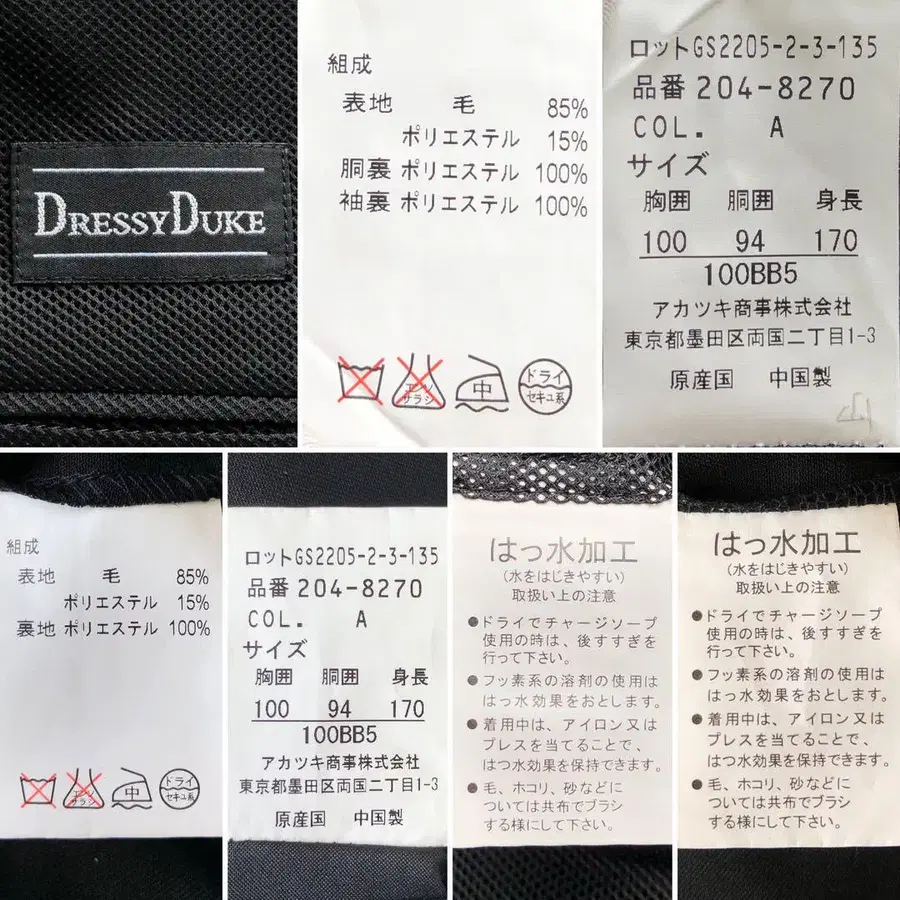 DRESSYDUKE
組成
表地 毛 85%
ポリエステル 15%
胴裏 ポリエステル 100%
袖裏 ポリエステル 100%
エンソ
サラシ
中
ドライ
セキユ系
ロットGS2205-2-3-135
品番 204-8270
COL. A
サイズ
胸囲 胴囲 身長
100 94 170
100BB5
アカツキ商事株式会社
東京都墨田区両国二丁目1-3
原産国 中国製
組成
表地 毛 85%
ポリエステル 15%
裏地 ポリエステル 100%
エンソ
サラシ
中
ドライ
セキユ系
ロットGS2205-2-3-135
品番 204-8270
COL. A
サイズ
胸囲 胴囲 身長
100 94 170
100BB5
アカツキ商事株式会社
東京都墨田区両国二丁目1-3
原産国 中国製
はっ水加工
(水をはじきやすい)
取扱い上の注意
●ドライでチャージソープ
使用の時は、後すすぎを
行って下さい。
●フッ素系の溶剤の使用は
はっ水効果をおとします。
●着用中は、アイロン又は
プレスを当てることで、
はつ水効果を保持できます。
●毛、ホコリ、砂などに
ついては共布でブラシ
する様にして下さい。
はっ水加工
(水をはじきやすい)
取扱い上の注意
●ドライでチャージソープ
使用の時は、後すすぎを
行って下さい。
●フッ素系の溶剤の使用は
はっ水効果をおとします。
●着用中は、アイロン又は
プレスを当てることで、
はつ水効果を保持できます。
●毛、ホコリ、砂などに
ついては共布でブラシ
する様にして下さい。